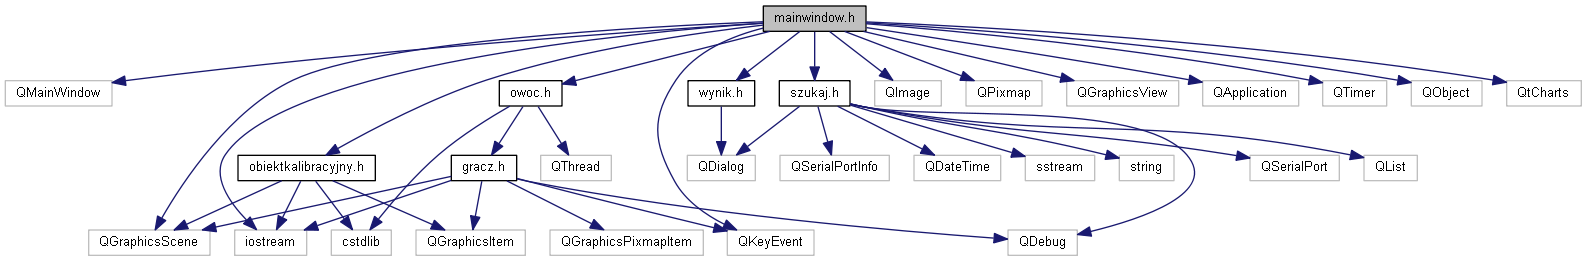 mainwindow.h
QMainWindow
owoc.h
wynik.h
szukaj.h
QImage
QPixmap
QGraphicsView
QApplication
QTimer
QObject
QtCharts
obiektkalibracyjny.h
gracz.h
QThread
QDialog
QSerialPortInfo
QDateTime
sstream
string
QSerialPort
QList
QGraphicsScene
iostream
cstdlib
QGraphicsItem
QGraphicsPixmapItem
QKeyEvent
QDebug